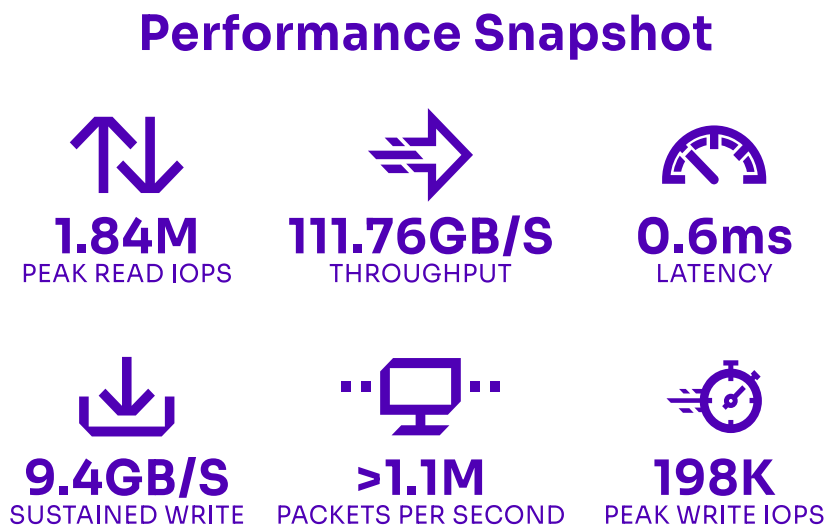 Performance Snapshot
1.84M
PEAK READ IOPS
111.76GB/S
THROUGHPUT
0.6ms
LATENCY
9.4GB/S
SUSTAINED WRITE
>1.1M
PACKETS PER SECOND
198K
PEAK WRITE IOPS